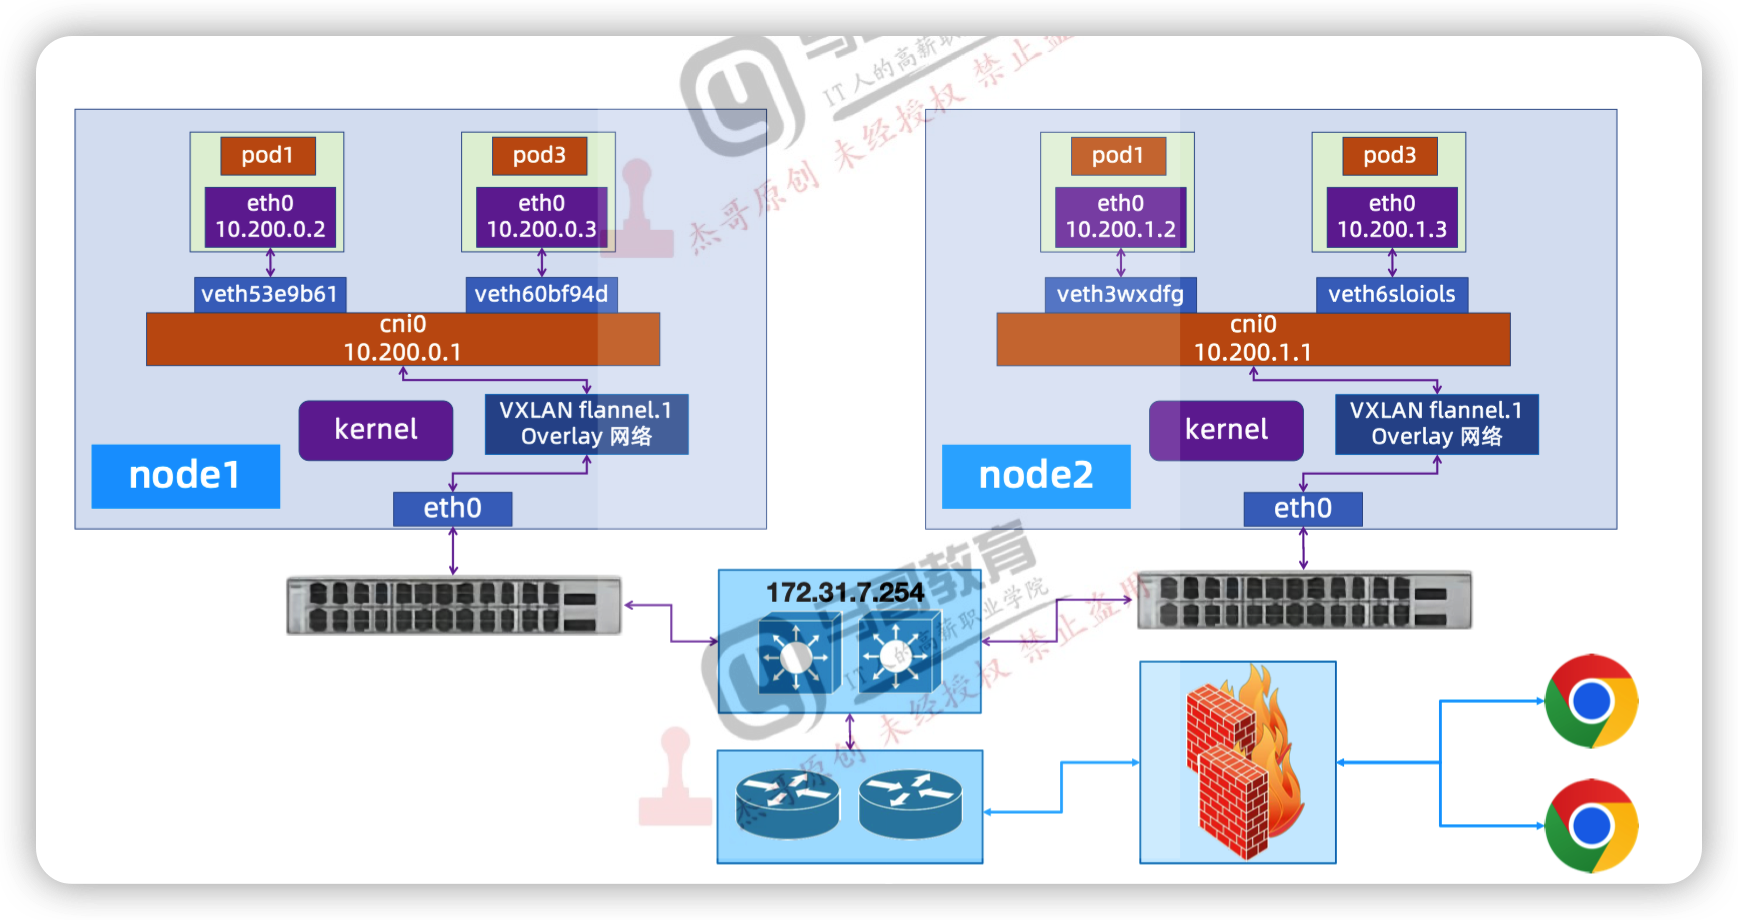 pod1
eth0
10.200.0.2
veth53e9b61
pod3
eth0
10.200.0.3
veth60bf94d
cni0
10.200.0.1
kernel
VXLAN flannel.1
Overlay 网络
node1
eth0
pod1
eth0
10.200.1.2
veth3wxdfg
pod3
eth0
10.200.1.3
veth6sloiols
cni0
10.200.1.1
kernel
VXLAN flannel.1
Overlay 网络
node2
eth0
172.31.7.254
IT人的高薪职
杰哥原创 未经授权 禁止盗
马哥教育
IT人的高薪职业学院
杰哥原创 未经授权 禁止盗用